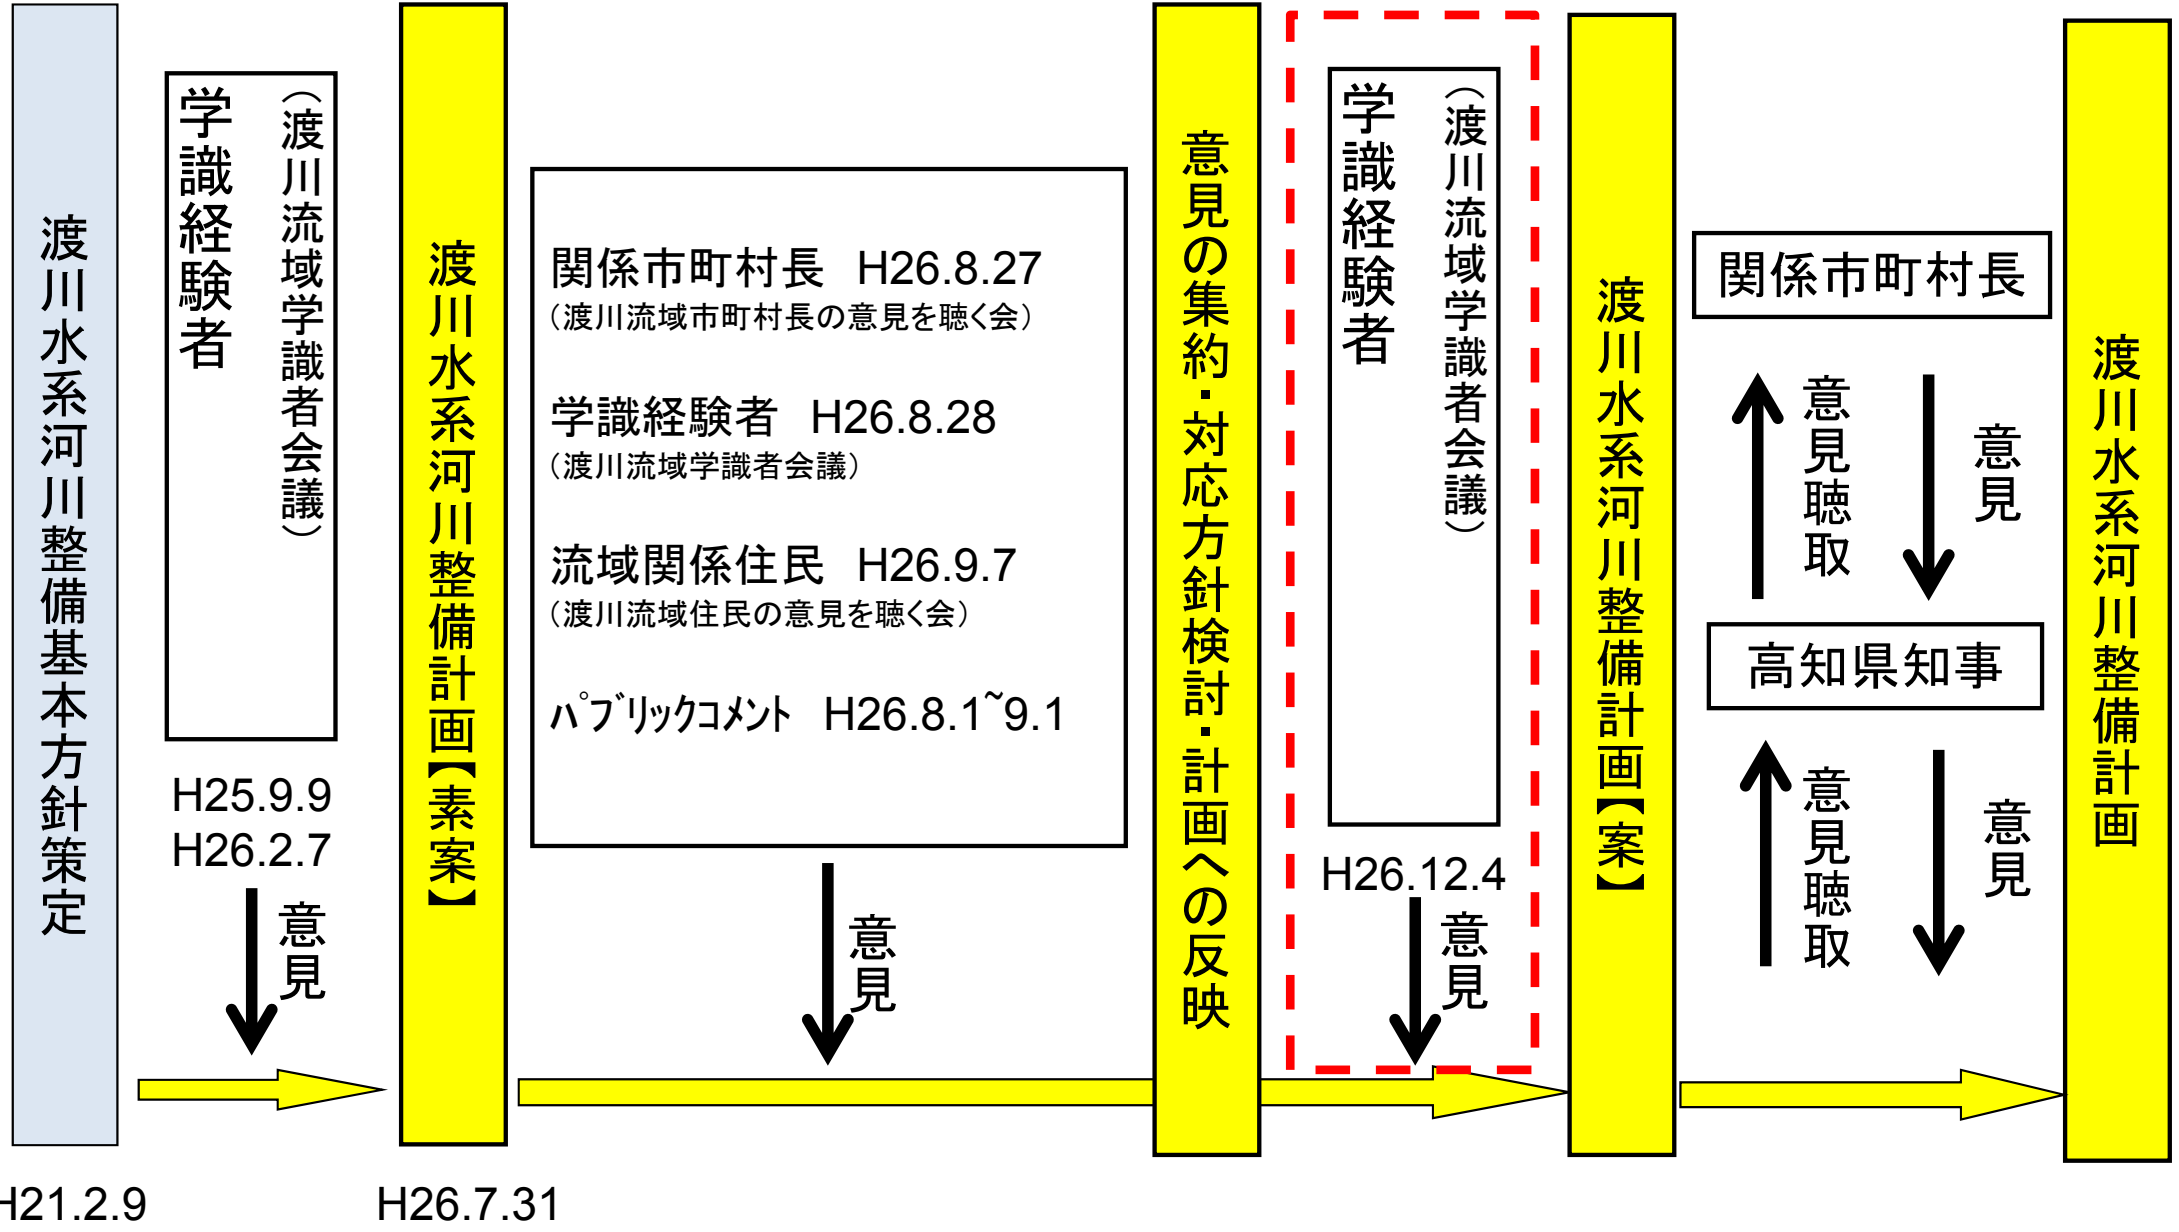 渡川水系河川整備基本方針策定
H21.2.9
学識経験者
（渡川流域学識者会議）
H25.9.9
H26.2.7
意見
渡川水系河川整備計画【素案】
H26.7.31
関係市町村長　H26.8.27
（渡川流域市町村長の意見を聴く会）
学識経験者　H26.8.28
（渡川流域学識者会議）
流域関係住民　H26.9.7
（渡川流域住民の意見を聴く会）
ﾊﾟﾌﾞﾘｯｸｺﾒﾝﾄ　H26.8.1~9.1
意見
意見の集約・対応方針検討・計画への反映
学識経験者
（渡川流域学識者会議）
H26.12.4
意見
渡川水系河川整備計画【案】
関係市町村長
意見聴取
意見
高知県知事
意見聴取
意見
渡川水系河川整備計画